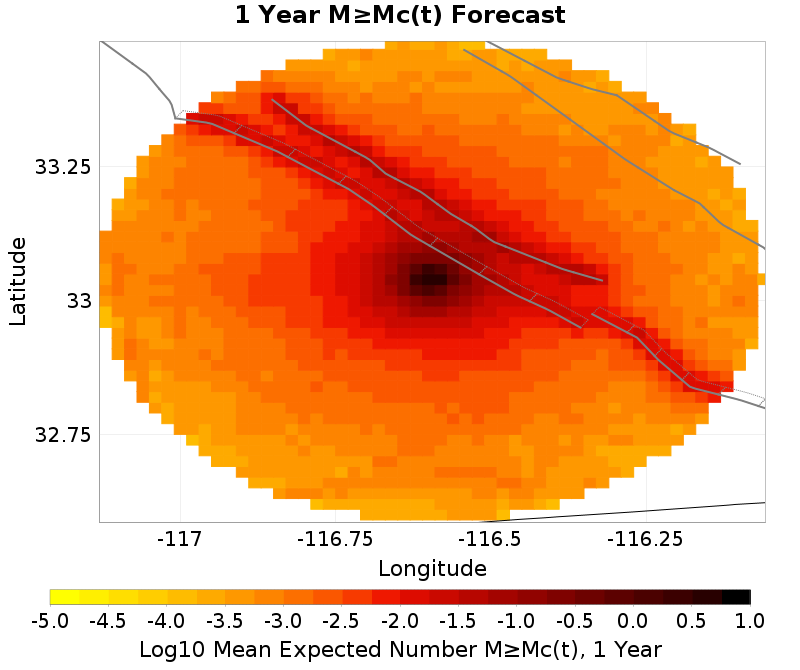 1 Year M≥Mc(t) Forecast
33.25
33
32.75
Latitude
-117 -116.75 -116.5 -116.25
Longitude
-5.0 -4.5 -4.0 -3.5 -3.0 -2.5 -2.0 -1.5 -1.0 -0.5 0.0 0.5 1.0
Log10 Mean Expected Number M≥Mc(t), 1 Year